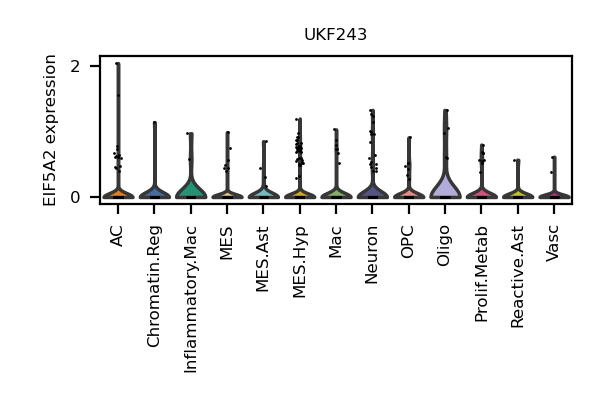 UKF243
EIF5A2 expression
2
0
AC
Chromatin.Reg
Inflammatory.Mac
MES
MES.Ast
MES.Hyp
Mac
Neuron
OPC
Oligo
Prolif.Metab
Reactive.Ast
Vasc